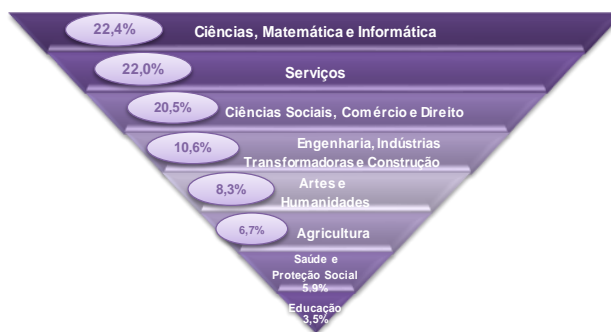 22,4% Ciências, Matemática e Informática
22,0% Serviços
20,5% Ciências Sociais, Comércio e Direito
10,6% Engenharia, Indústrias
Transformadoras e Construção
8,3% Artes e
Humanidades
6,7% Agricultura
Saúde e
Proteção Social
5,9%
Educação
3,5%